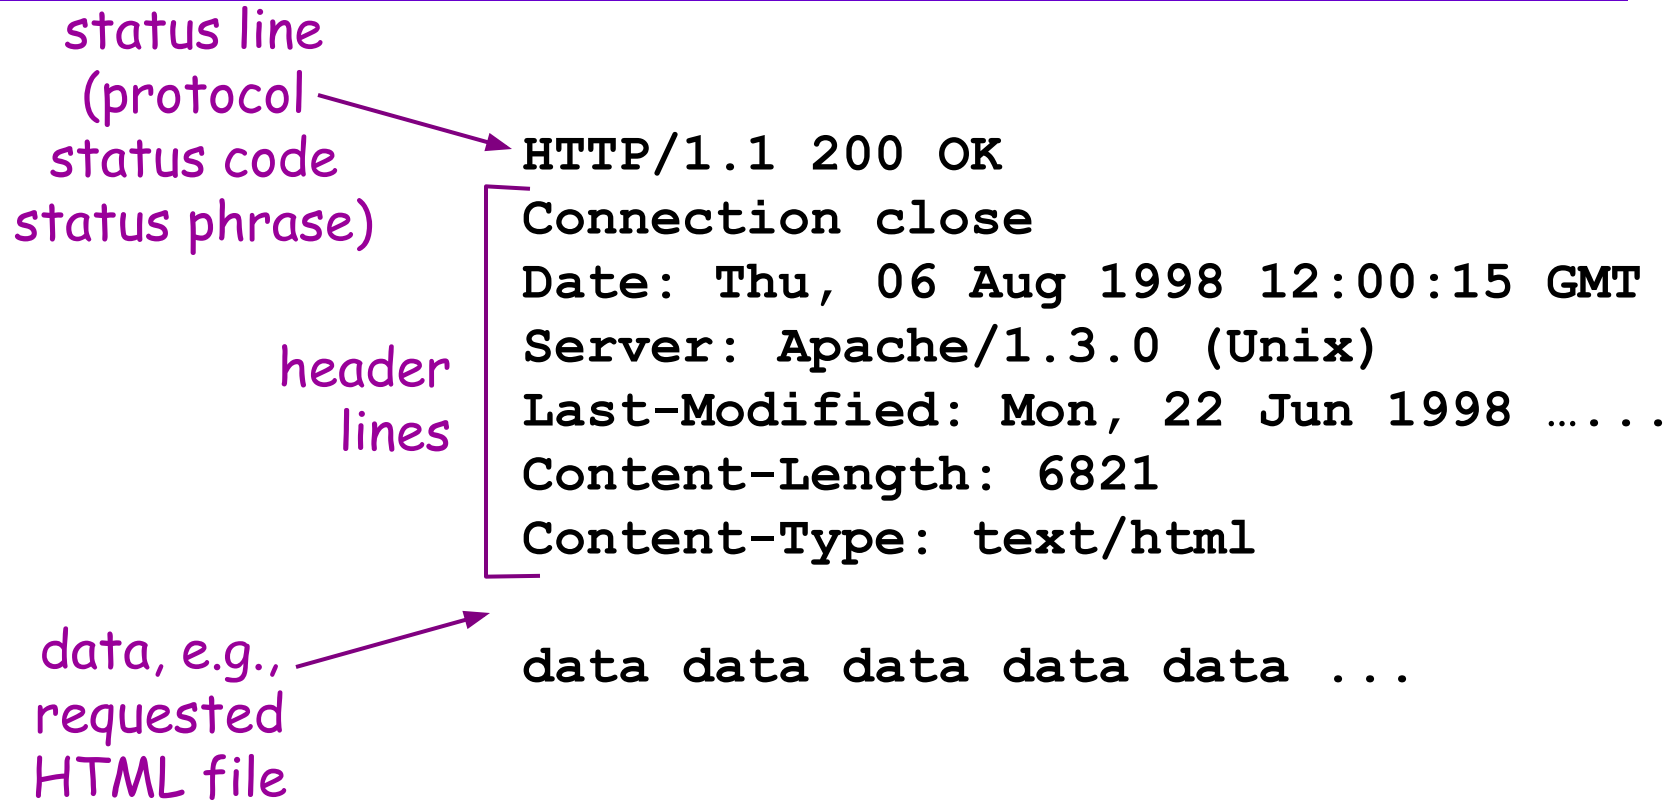 status line
(protocol
status code
status phrase)
HTTP/1.1 200 OK
Connection close
Date: Thu, 06 Aug 1998 12:00:15 GMT
Server: Apache/1.3.0 (Unix)
Last-Modified: Mon, 22 Jun 1998 …...
Content-Length: 6821
Content-Type: text/html
header
lines
data, e.g.,
requested
HTML file
data data data data data ...